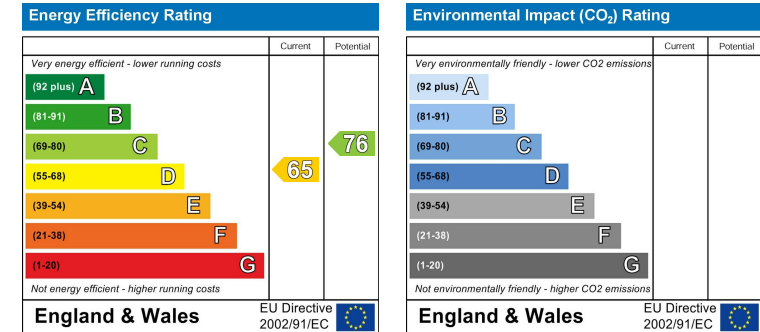 Energy Efficiency Rating
Current Potential
Very energy efficient - lower running costs
(92 plus) A
(81-91) B
(69-80) C
(55-68) D
(39-54) E
(21-38) F
(1-20) G
65
76
Not energy efficient - higher running costs
England & Wales
EU Directive
2002/91/EC
Environmental Impact (CO₂) Rating
Current Potential
Very environmentally friendly - lower CO2 emissions
(92 plus) A
(81-91) B
(69-80) C
(55-68) D
(39-54) E
(21-38) F
(1-20) G
Not environmentally friendly - higher CO2 emissions
England & Wales
EU Directive
2002/91/EC